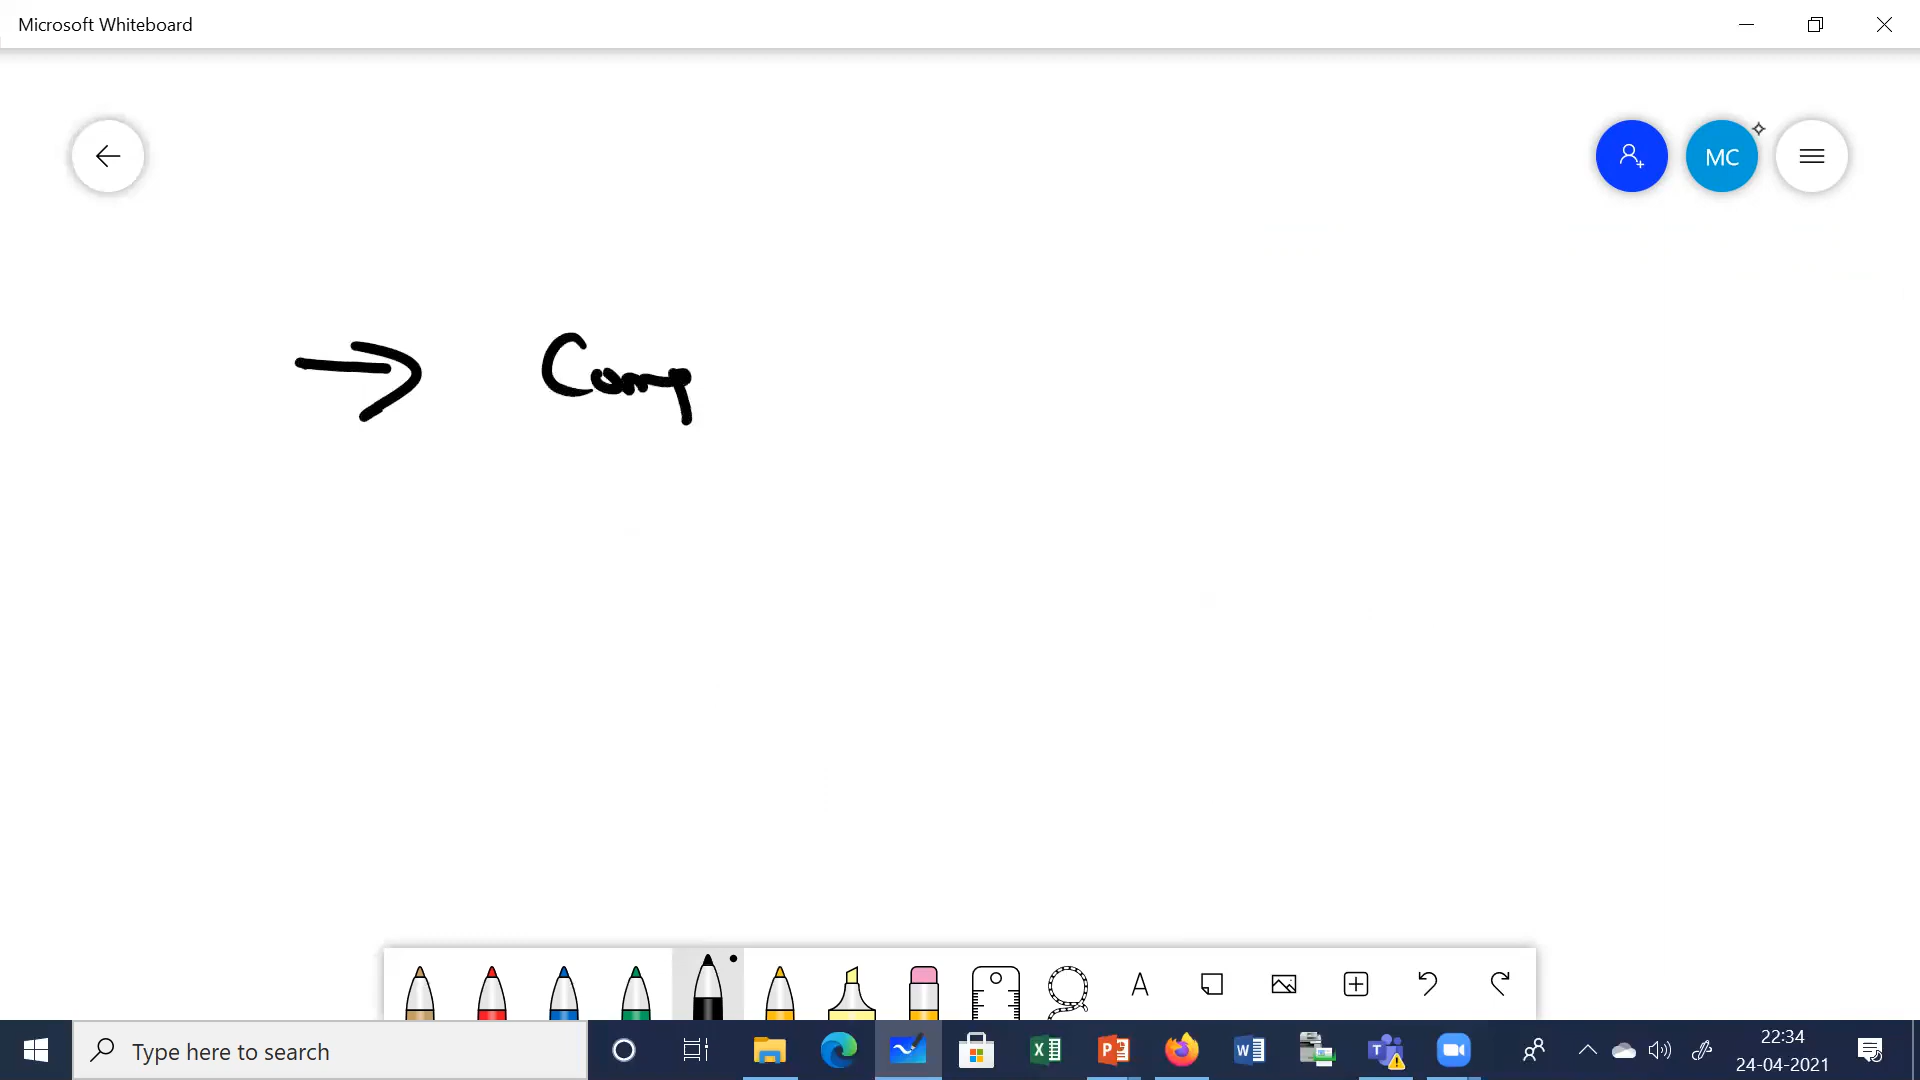 Microsoft Whiteboard
MC
→ Comp
A
Type here to search
22:34
24-04-2021